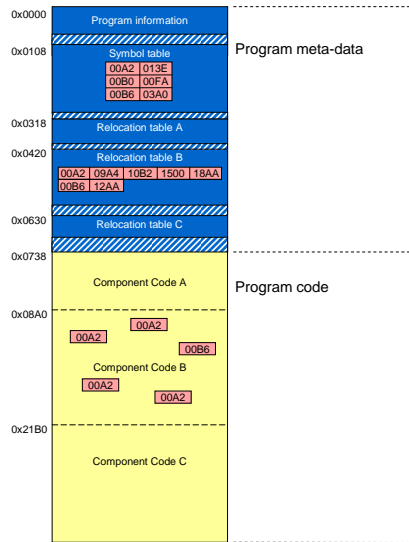 0x0000
Program information
Program meta-data
0x0108
Symbol table
00A2 013E
00B0 00FA
00B6 03A0
0x0318
Relocation table A
0x0420
Relocation table B
00A2 09A4 10B2 1500 18AA
00B6 12AA
0x0630
Relocation table C
0x0738
Component Code A
Program code
0x08A0
00A2
00A2
00B6
Component Code B
00A2
00A2
0x21B0
Component Code C